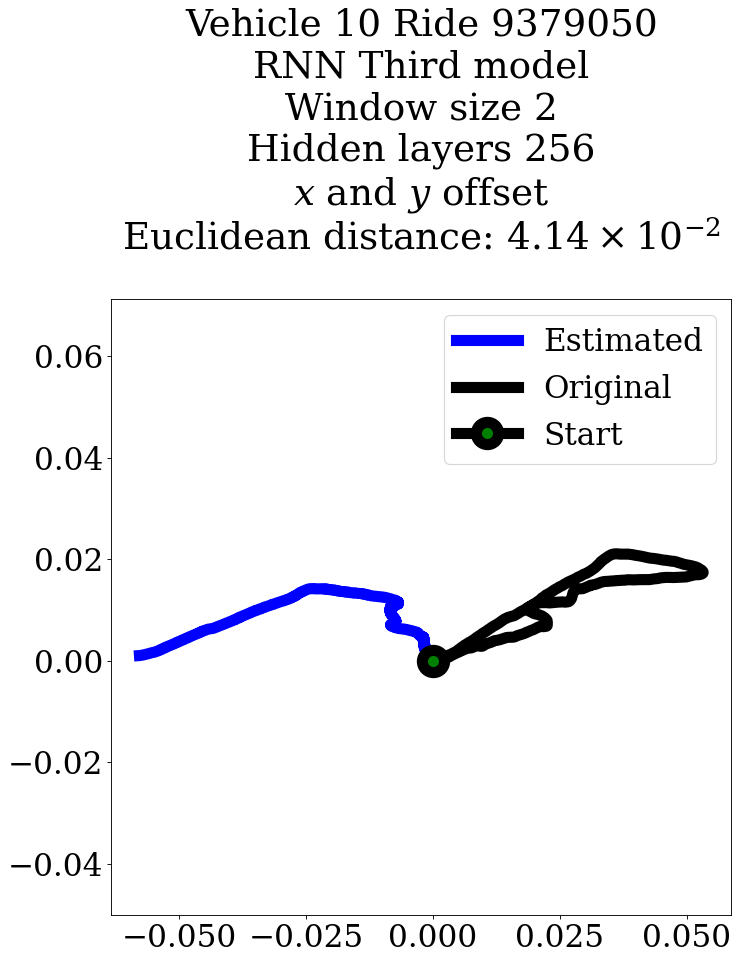 Vehicle 10 Ride 9379050
RNN Third model
Window size 2
Hidden layers 256
x and y offset
Euclidean distance: 4.14 × 10⁻²
Estimated
Original
Start
0.06
0.04
0.02
0.00
−0.02
−0.04
−0.050 −0.025 0.000 0.025 0.050